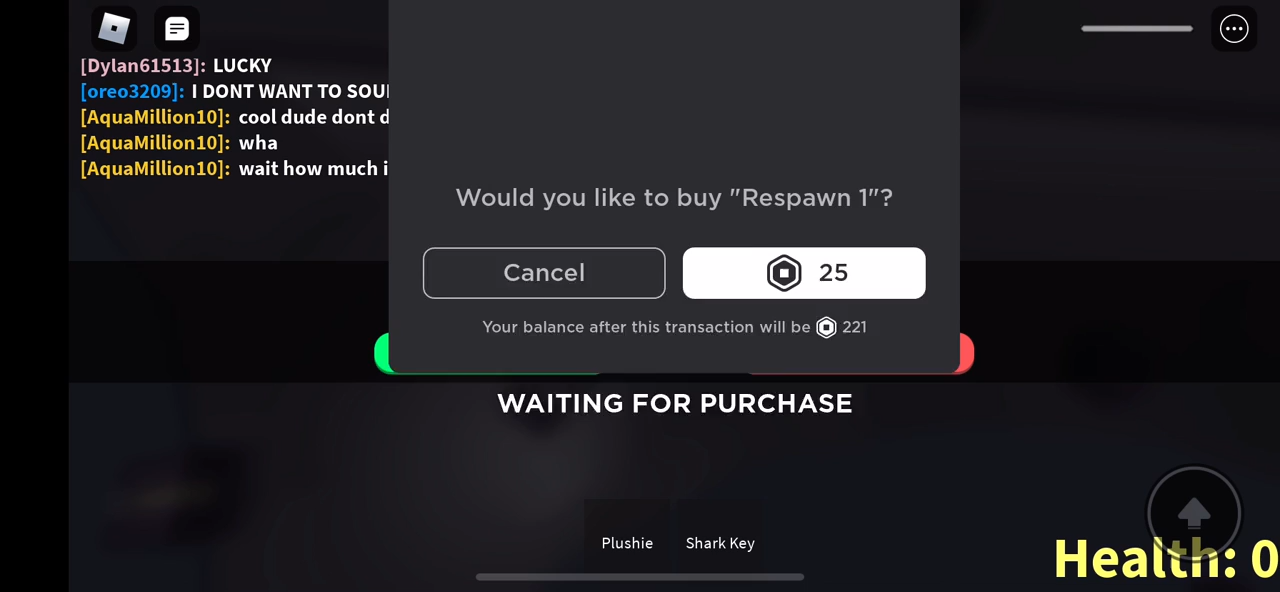 [Dylan61513]: LUCKY
[oreo3209]: I DONT WANT TO SOU
[AquaMillion10]: cool dude dont d
[AquaMillion10]: wha
[AquaMillion10]: wait how much i
Would you like to buy "Respawn 1"?
Cancel
25
Your balance after this transaction will be 221
WAITING FOR PURCHASE
Plushie
Shark Key
Health: 0